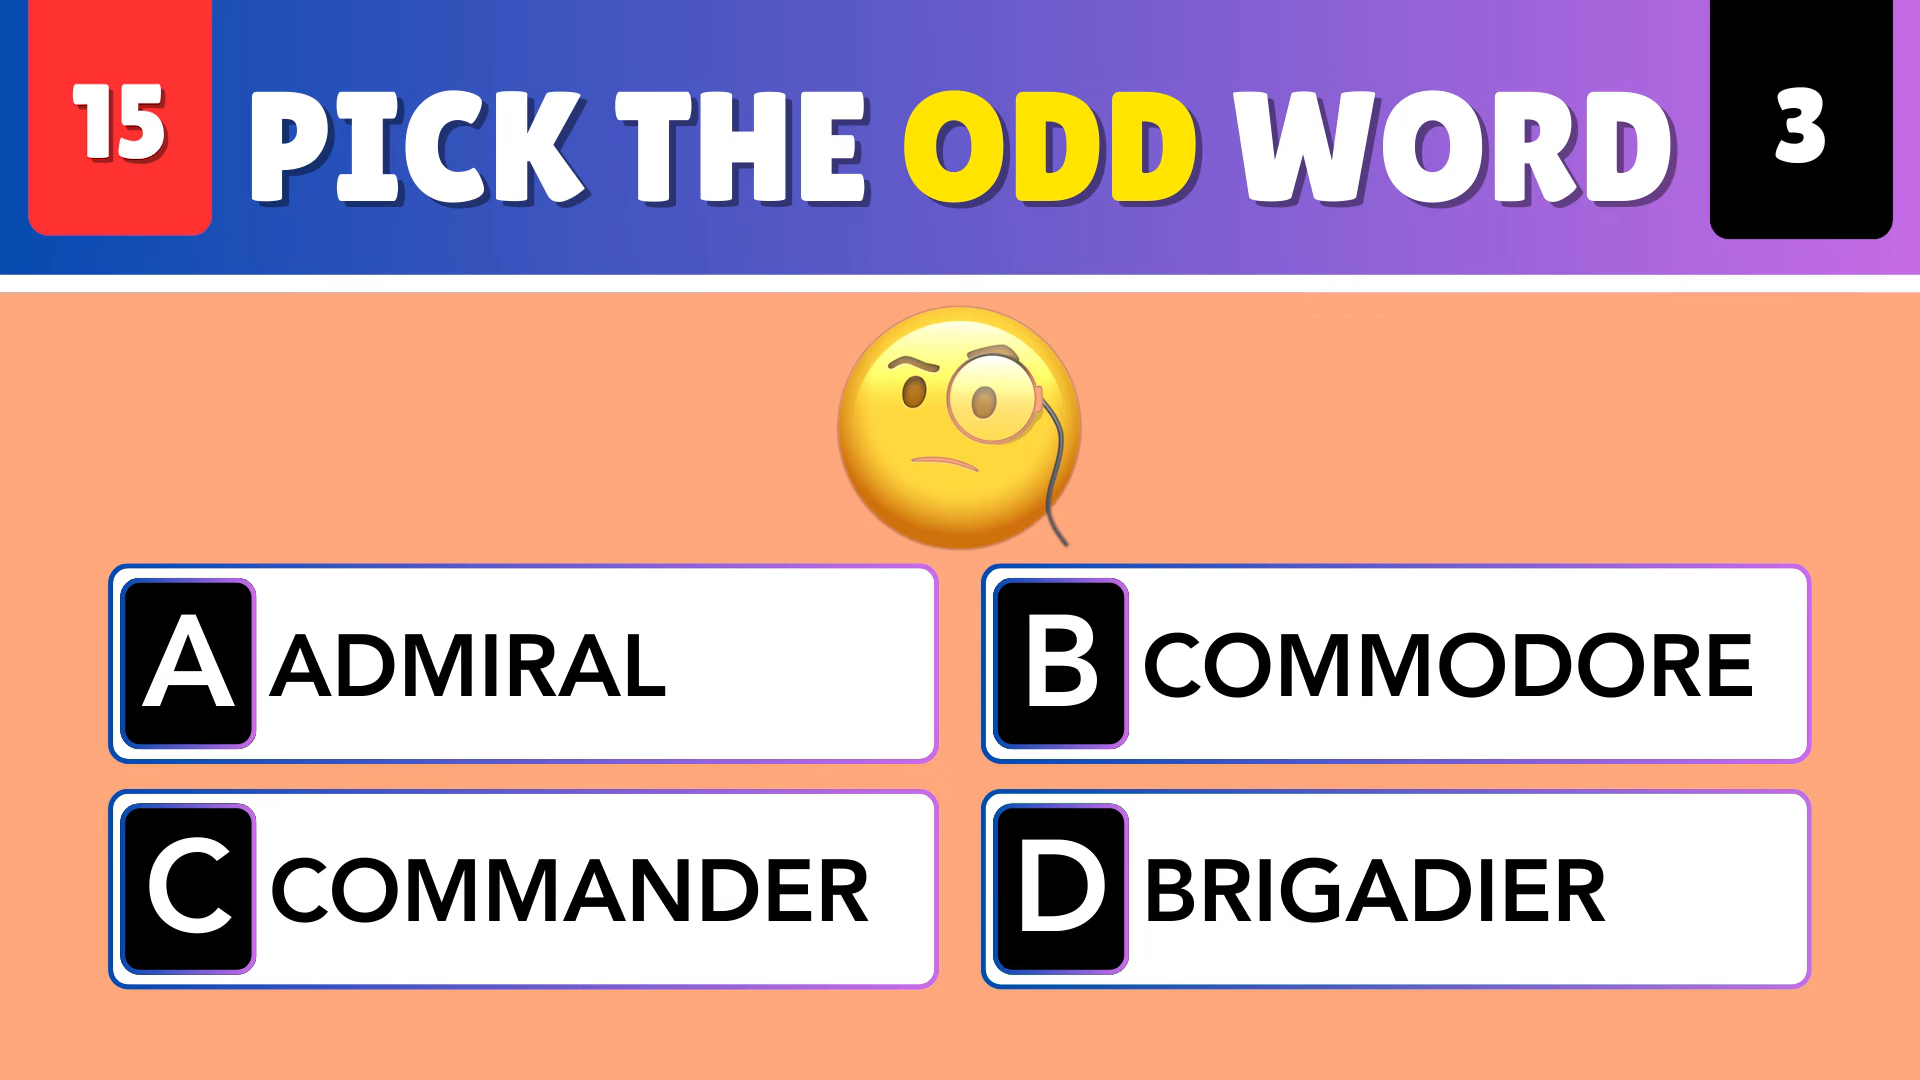 15
PICK THE ODD WORD
3
A ADMIRAL
B COMMODORE
C COMMANDER
D BRIGADIER